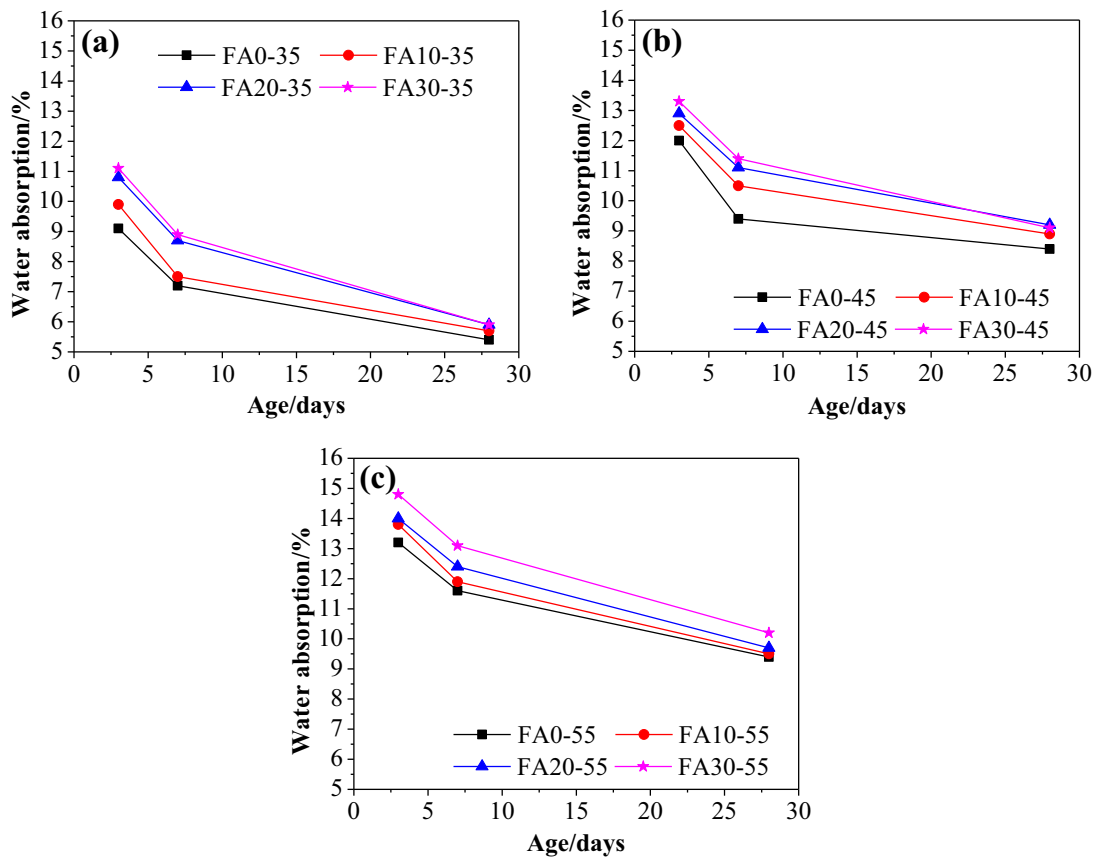 (a)
FA0-35 FA10-35
FA20-35 FA30-35
Water absorption/%
16
15
14
13
12
11
10
9
8
7
6
5
0 5 10 15 20 25 30
Age/days
(b)
Water absorption/%
16
15
14
13
12
11
10
9
8
7
6
5
FA0-45 FA10-45
FA20-45 FA30-45
0 5 10 15 20 25 30
Age/days
(c)
Water absorption/%
16
15
14
13
12
11
10
9
8
7
6
5
FA0-55 FA10-55
FA20-55 FA30-55
0 5 10 15 20 25 30
Age/days